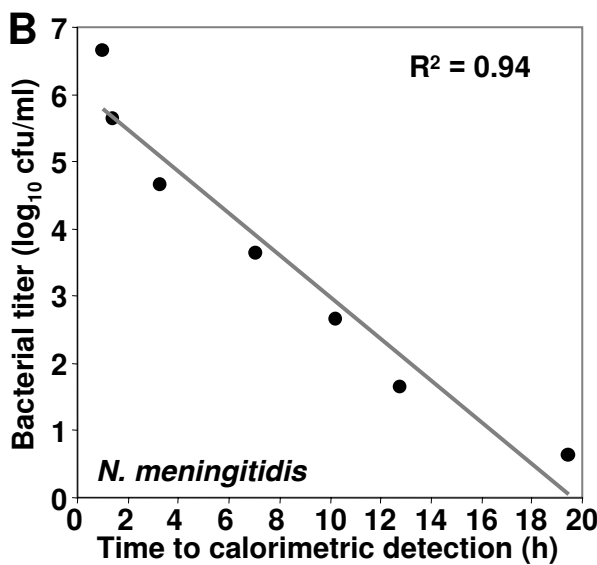 B
R² = 0.94
Bacterial titer (log₁₀ cfu/ml)
7
6
5
4
3
2
1
0
N. meningitidis
0 2 4 6 8 10 12 14 16 18 20
Time to calorimetric detection (h)